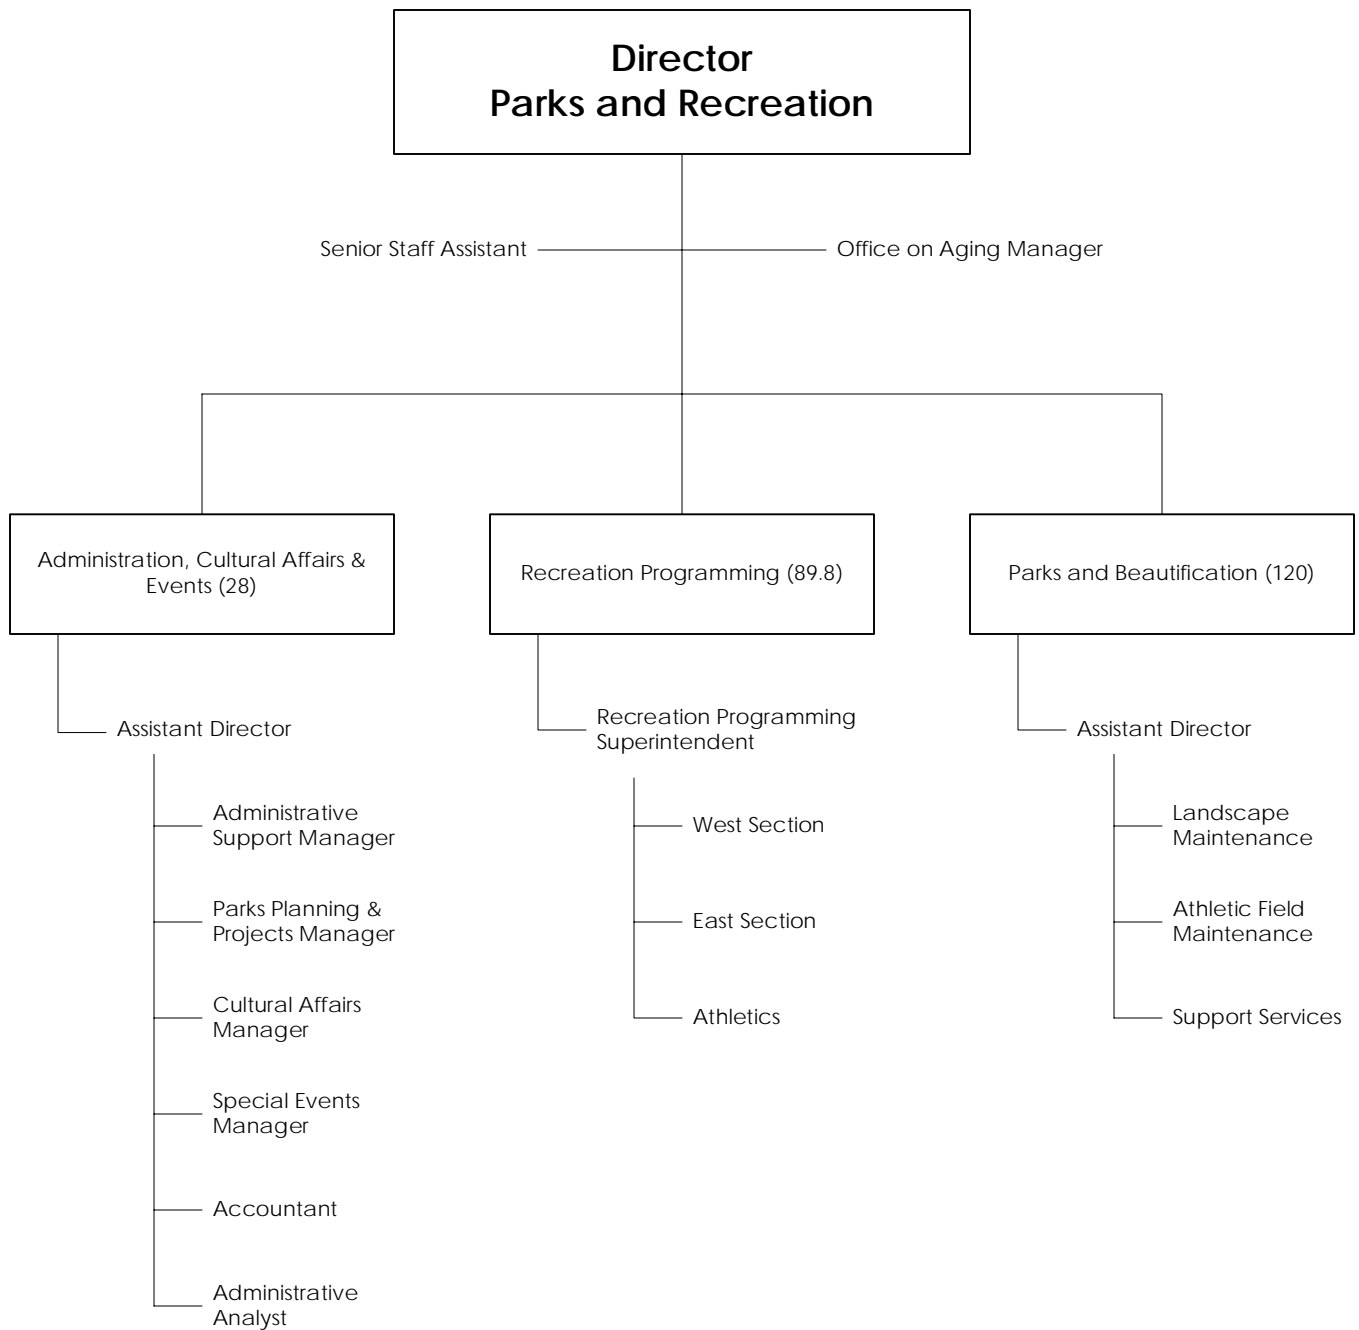 Director
Parks and Recreation
Senior Staff Assistant
Office on Aging Manager
Administration, Cultural Affairs &
Events (28)
Recreation Programming (89.8)
Parks and Beautification (120)
Assistant Director
Administrative
Support Manager
Parks Planning &
Projects Manager
Cultural Affairs
Manager
Special Events
Manager
Accountant
Administrative
Analyst
Recreation Programming
Superintendent
West Section
East Section
Athletics
Assistant Director
Landscape
Maintenance
Athletic Field
Maintenance
Support Services